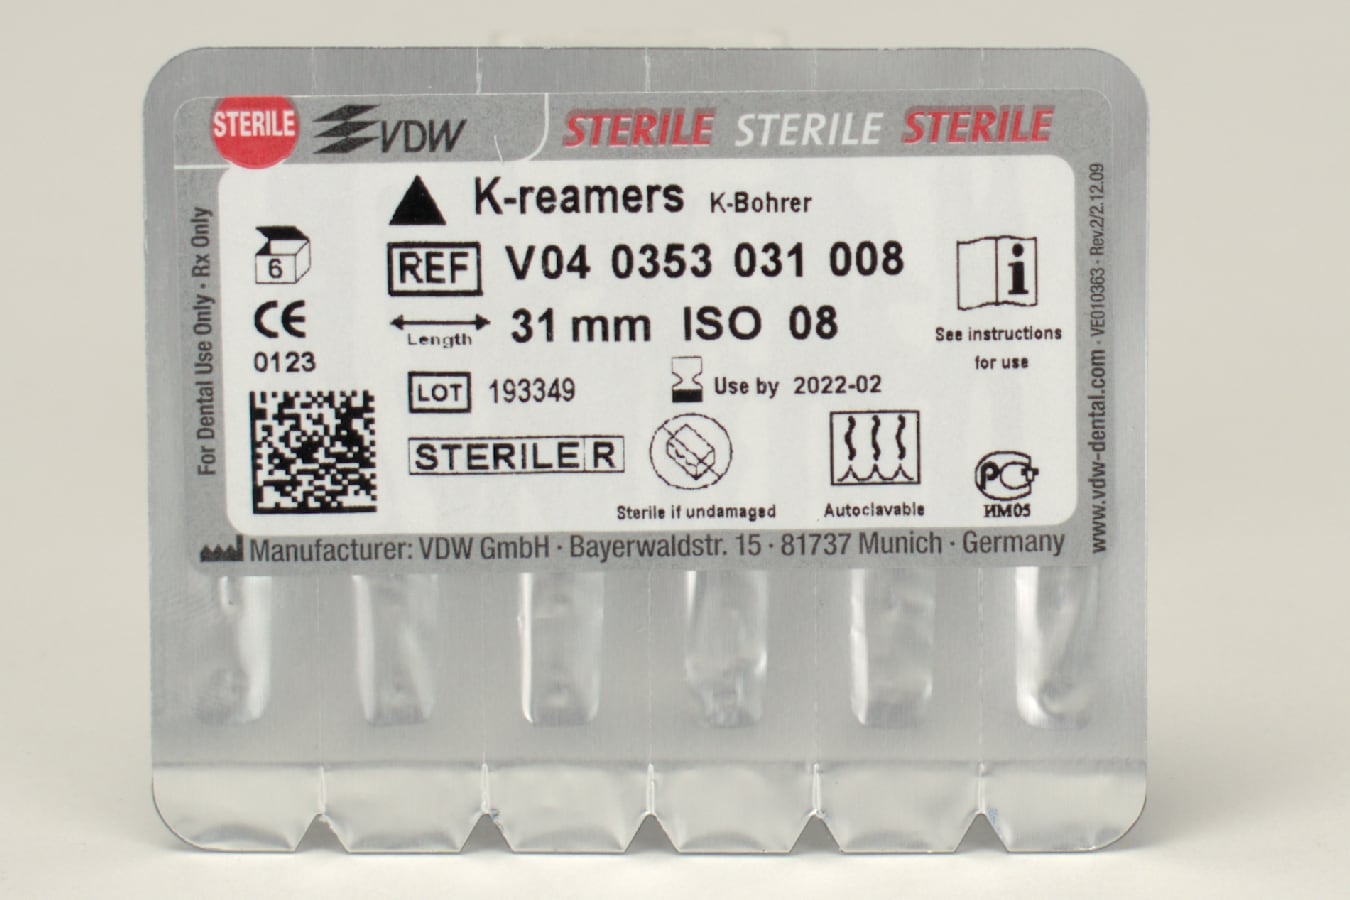 STERILE VDW STERILE STERILE STERILE
K-reamers K-Bohrer
6
REF V04 0353 031 008
CE
0123
Length 31 mm ISO 08
See instructions
for use
LOT 193349
Use by 2022-02
STERILE R
Sterile if undamaged
Autoclavable
PC
ИM05
For Dental Use Only · Rx Only
www.vdw-dental.com · VE010363 · Rev.2/2.12.09
Manufacturer: VDW GmbH · Bayerwaldstr. 15 · 81737 Munich · Germany